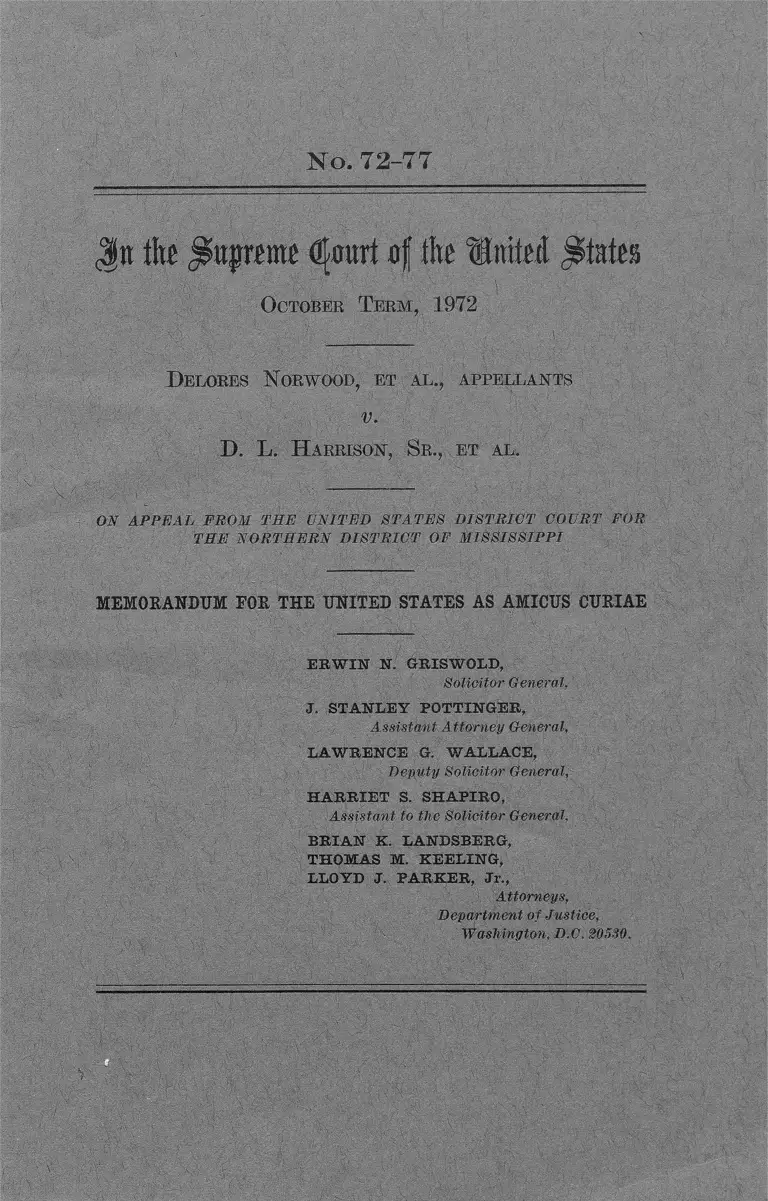 No. 72–77
In the Supreme Court of the United States
OCTOBER TERM, 1972
DELORES NORWOOD, ET AL., APPELLANTS
v.
D. L. HARRISON, SR., ET AL.
ON APPEAL FROM THE UNITED STATES DISTRICT COURT FOR
THE NORTHERN DISTRICT OF MISSISSIPPI
MEMORANDUM FOR THE UNITED STATES AS AMICUS CURIAE
ERWIN N. GRISWOLD,
Solicitor General,
J. STANLEY POTTINGER,
Assistant Attorney General,
LAWRENCE G. WALLACE,
Deputy Solicitor General,
HARRIET S. SHAPIRO,
Assistant to the Solicitor General,
BRIAN K. LANDSBERG,
THOMAS M. KEELING,
LLOYD J. PARKER, Jr.,
Attorneys,
Department of Justice,
Washington, D.C. 20530.